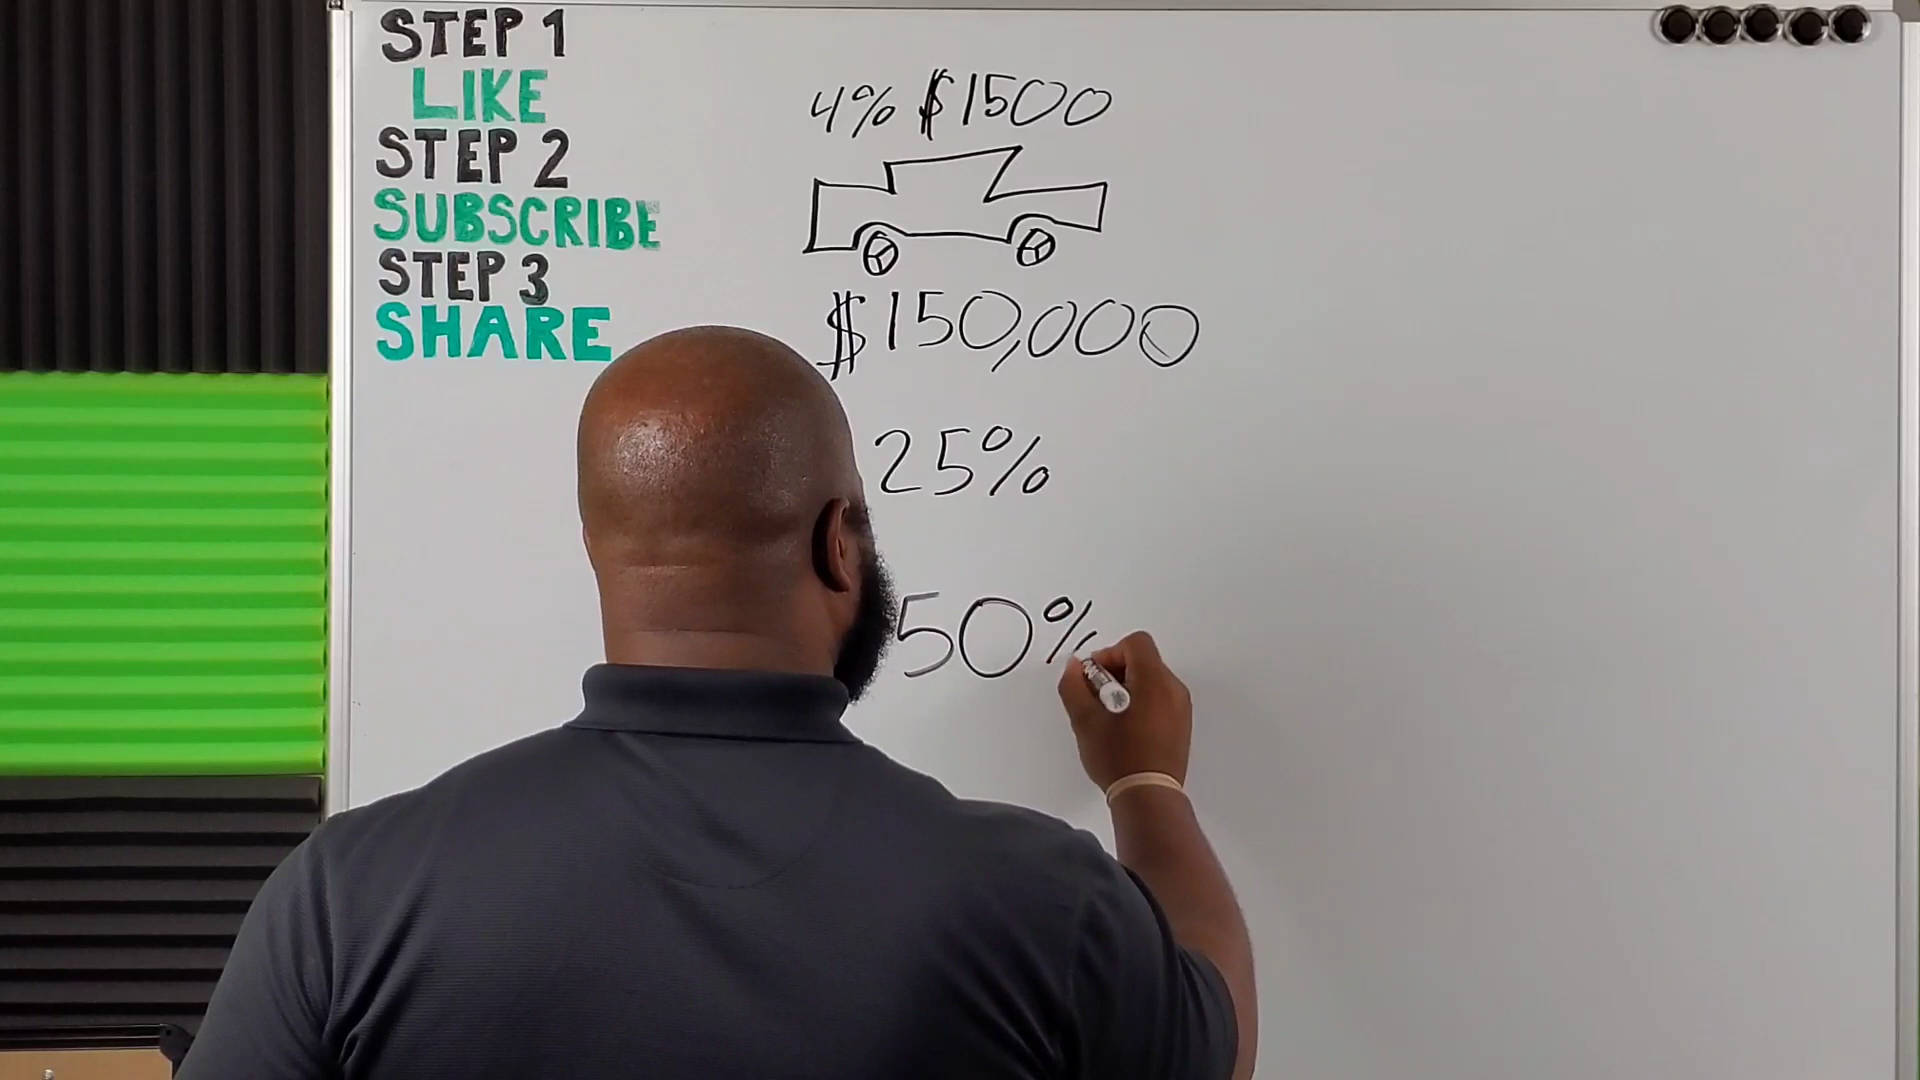 STEP 1
LIKE
STEP 2
SUBSCRIBE
STEP 3
SHARE
4% $1500
$150,000
25%
50%